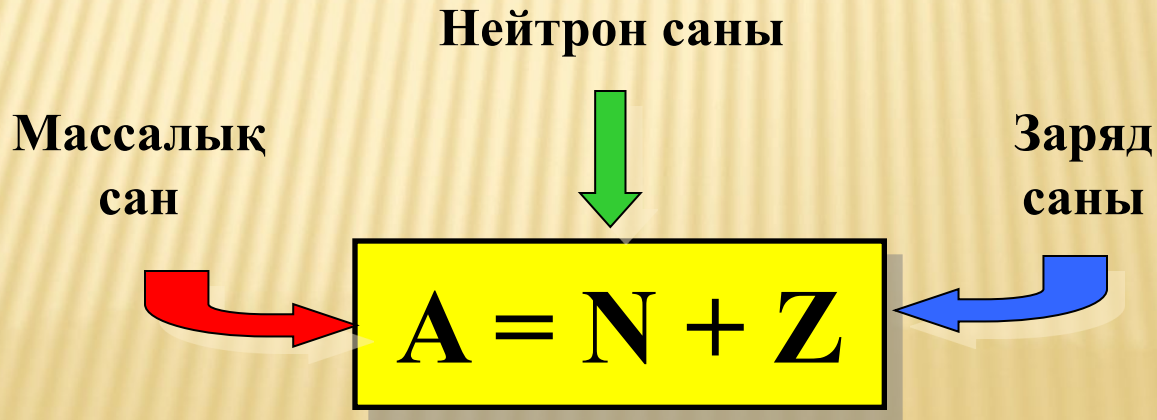 Нейтрон саны
Массалық
сан
Заряд
саны
A = N + Z